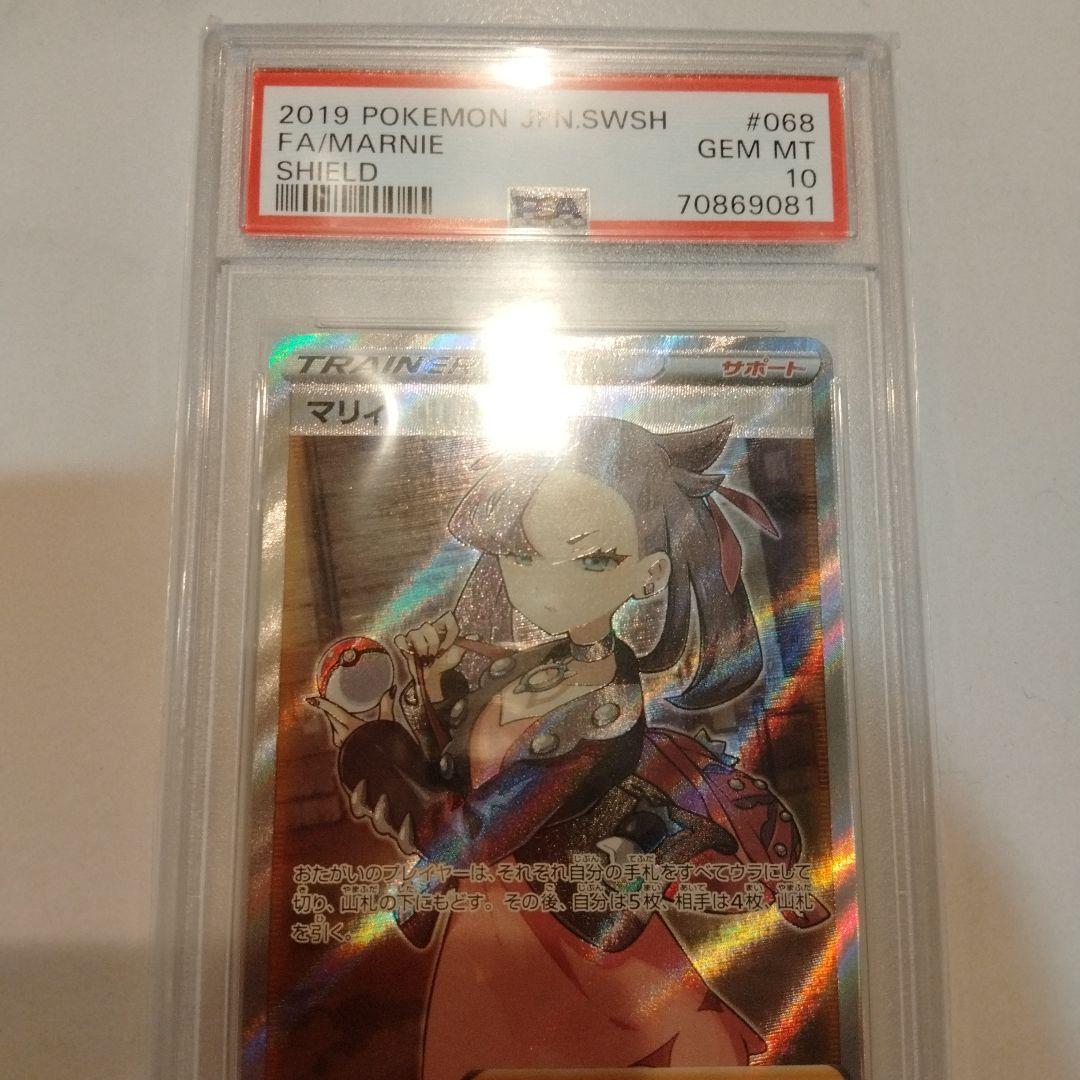 2019 POKEMON JPN.SWSH #068
FA/MARNIE GEM MT
SHIELD 10
70869081
PSA
TRAINER サポート
マリィ
おたがいのプレイヤーは、それぞれ自分の手札をすべてウラにして
切り、山札の下にもどす。その後、自分は5枚、相手は4枚、山札
を引く。